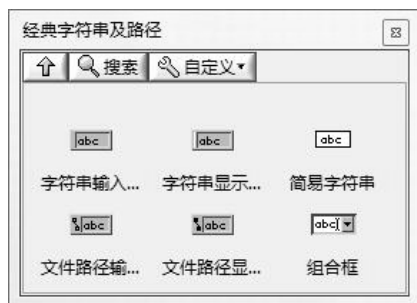 经典字符串及路径
搜索 自定义
abc abc abc
字符串输入... 字符串显示... 简易字符串
abc abc abc
文件路径输... 文件路径显... 组合框